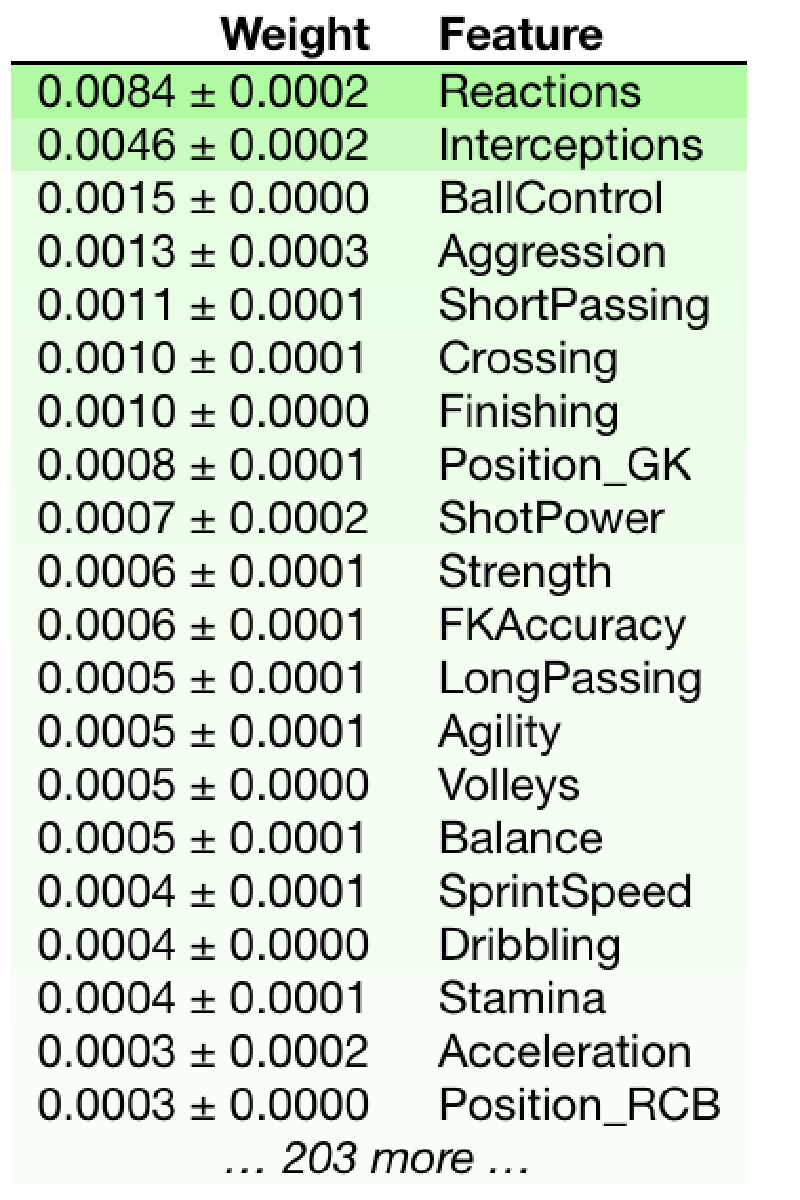 Weight Feature
0.0084 ± 0.0002 Reactions
0.0046 ± 0.0002 Interceptions
0.0015 ± 0.0000 BallControl
0.0013 ± 0.0003 Aggression
0.0011 ± 0.0001 ShortPassing
0.0010 ± 0.0001 Crossing
0.0010 ± 0.0000 Finishing
0.0008 ± 0.0001 Position_GK
0.0007 ± 0.0002 ShotPower
0.0006 ± 0.0001 Strength
0.0006 ± 0.0001 FKAccuracy
0.0005 ± 0.0001 LongPassing
0.0005 ± 0.0001 Agility
0.0005 ± 0.0000 Volleys
0.0005 ± 0.0001 Balance
0.0004 ± 0.0001 SprintSpeed
0.0004 ± 0.0000 Dribbling
0.0004 ± 0.0001 Stamina
0.0003 ± 0.0002 Acceleration
0.0003 ± 0.0000 Position_RCB
... 203 more ...